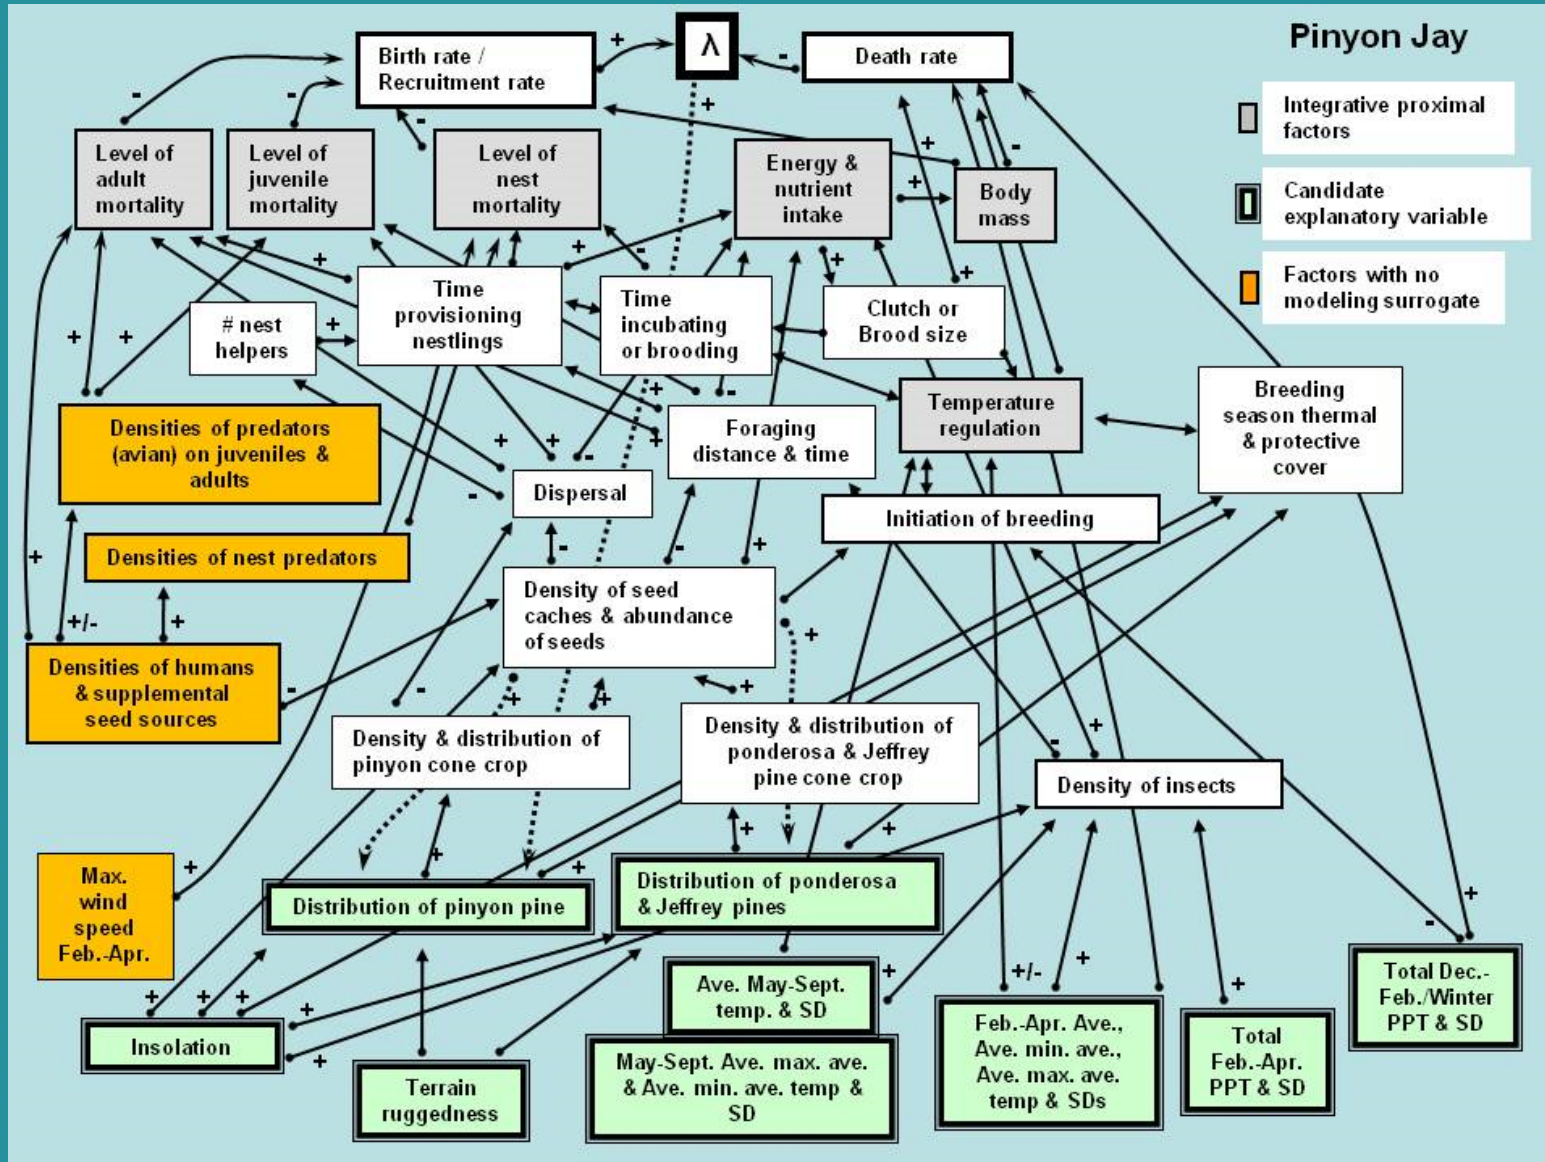 Pinyon Jay
Birth rate /
Recruitment rate
+
λ
-
Death rate
Integrative proximal
factors
Candidate
explanatory variable
Factors with no
modeling surrogate
-
-
-
+
+
-
Level of
adult
mortality
Level of
juvenile
mortality
Level of
nest
mortality
Energy &
nutrient
intake
+
Body
mass
+
+
-
+
+
Time
provisioning
nestlings
Time
incubating
or brooding
Clutch or
Brood size
# nest
helpers
+
+
+
Breeding
season thermal
& protective
cover
Temperature
regulation
+
-
Foraging
distance & time
Densities of predators
(avian) on juveniles &
adults
+
+
+
-
-
Dispersal
Initiation of breeding
Densities of nest predators
+
-
-
+
Density of seed
caches & abundance
of seeds
+/-
+
+
Densities of humans
& supplemental
seed sources
-
-
+
+
+
Density & distribution of
pinyon cone crop
Density & distribution of
ponderosa & Jeffrey
pine cone crop
-
+
Density of insects
+
+
+
+
+
Max.
wind
speed
Feb.-Apr.
Distribution of pinyon pine
Distribution of ponderosa
& Jeffrey pines
+
-
+
+
+
+
+
+/-
+
+
Insolation
+
Terrain
ruggedness
Ave. May-Sept.
temp. & SD
May-Sept. Ave. max. ave.
& Ave. min. ave. temp &
SD
Feb.-Apr. Ave.,
Ave. min. ave.,
Ave. max. ave.
temp & SDs
Total
Feb.-Apr.
PPT & SD
Total Dec.-
Feb./Winter
PPT & SD